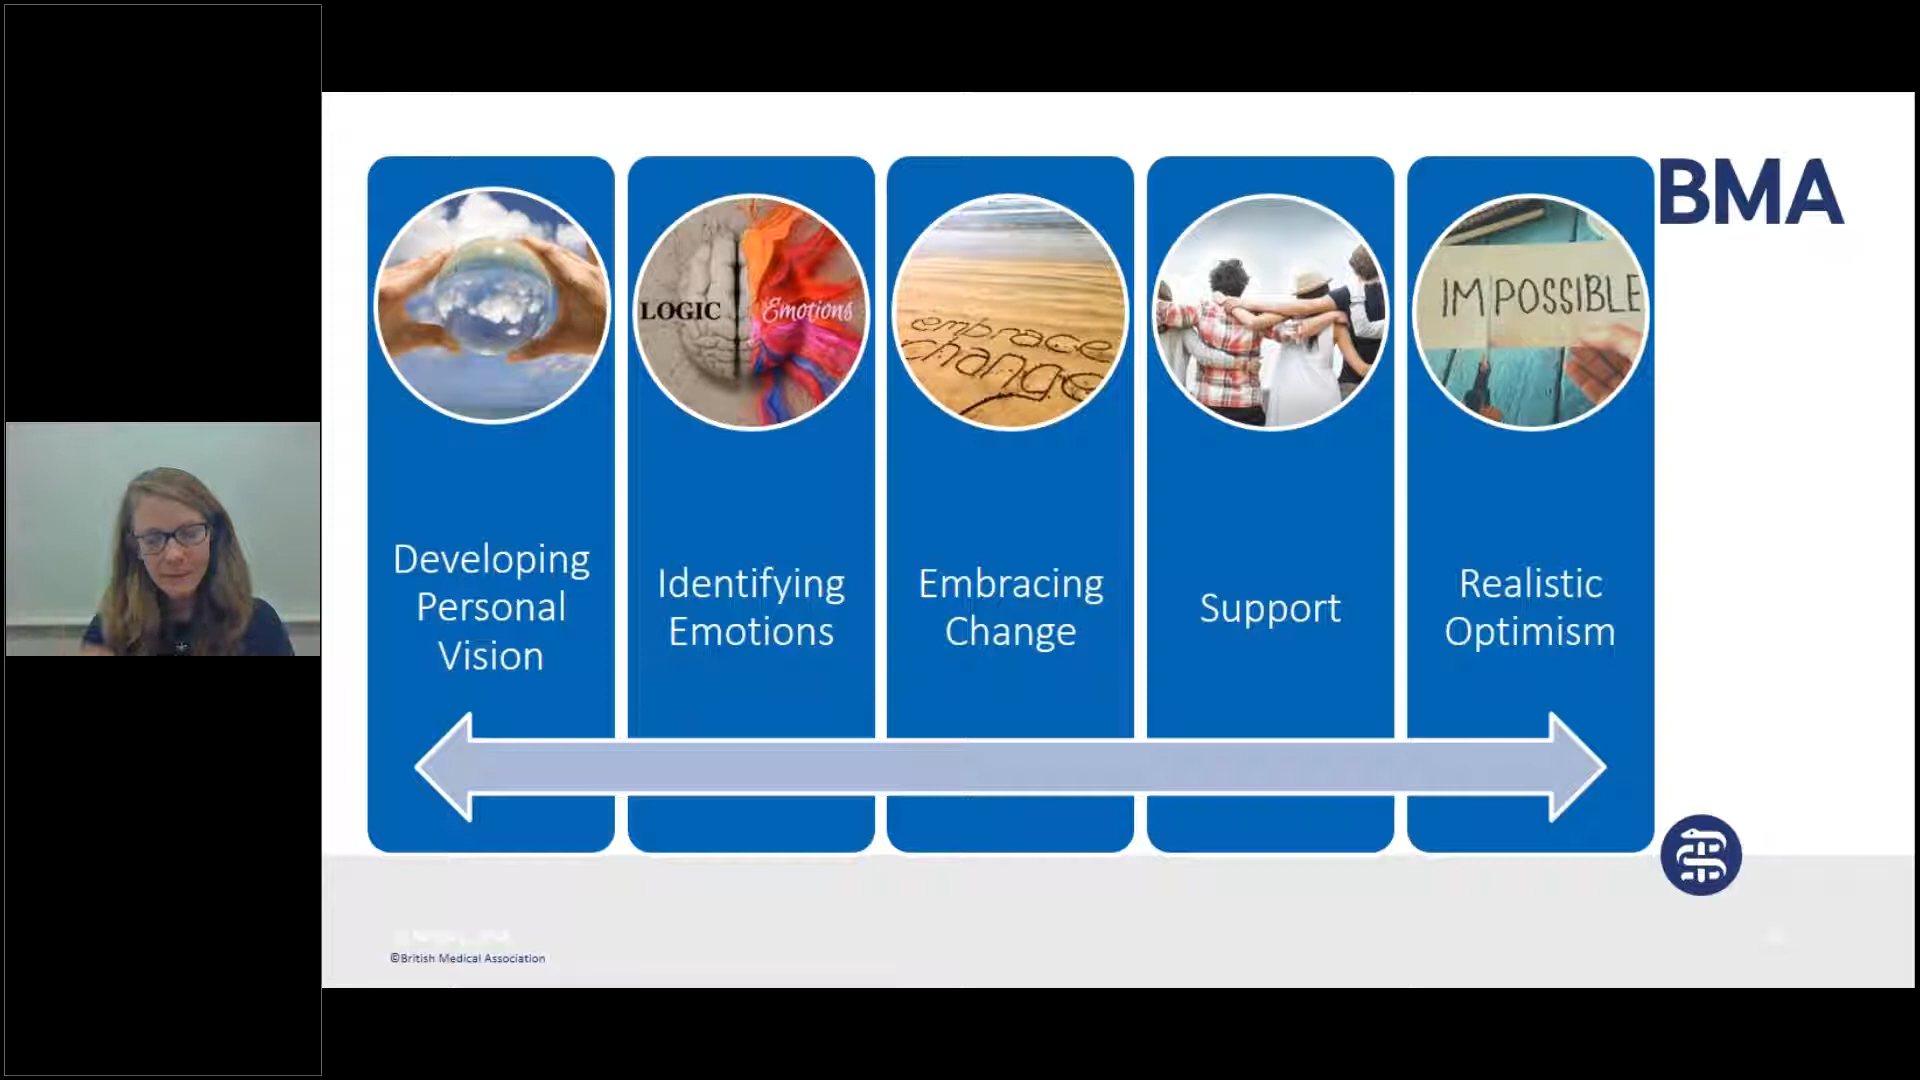 BMA
LOGIC
Emotions
embrace
change
IMPOSSIBLE
Developing
Personal
Vision
Identifying
Emotions
Embracing
Change
Support
Realistic
Optimism
©British Medical Association